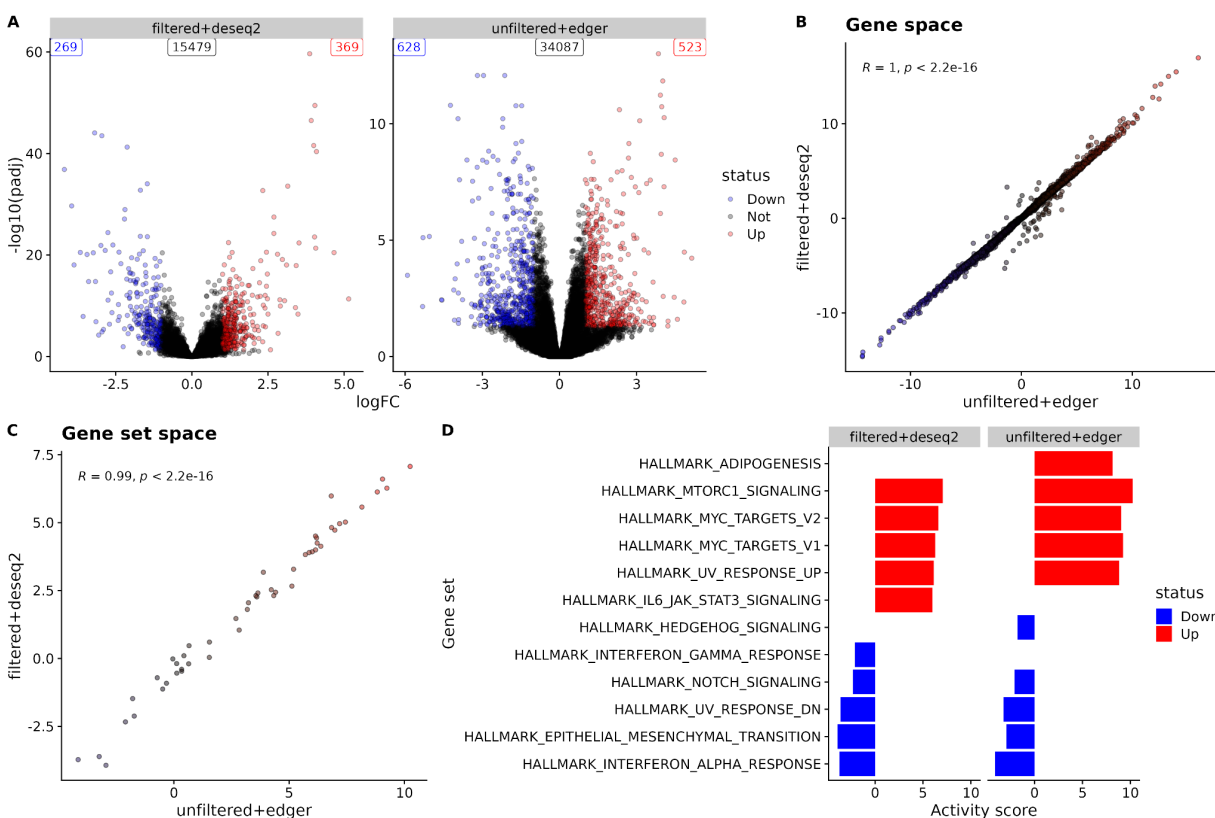 A
filtered+deseq2
unfiltered+edger
269
15479
369
628
34087
523
60
40
20
0
10
5
0
-log10(padj)
-2.5
0.0
2.5
5.0
-6
-3
0
3
logFC
status
Down
Not
Up
B
Gene space
R = 1, p < 2.2e-16
10
0
-10
filtered+deseq2
-10
0
10
unfiltered+edger
C
Gene set space
R = 0.99, p < 2.2e-16
7.5
5.0
2.5
0.0
-2.5
filtered+deseq2
0
5
10
unfiltered+edger
D
filtered+deseq2
unfiltered+edger
Gene set
HALLMARK_ADIPOGENESIS
HALLMARK_MTORC1_SIGNALING
HALLMARK_MYC_TARGETS_V2
HALLMARK_MYC_TARGETS_V1
HALLMARK_UV_RESPONSE_UP
HALLMARK_IL6_JAK_STAT3_SIGNALING
HALLMARK_HEDGEHOG_SIGNALING
HALLMARK_INTERFERON_GAMMA_RESPONSE
HALLMARK_NOTCH_SIGNALING
HALLMARK_UV_RESPONSE_DN
HALLMARK_EPITHELIAL_MESENCHYMAL_TRANSITION
HALLMARK_INTERFERON_ALPHA_RESPONSE
0
5
10
0
5
10
Activity score
status
Down
Up